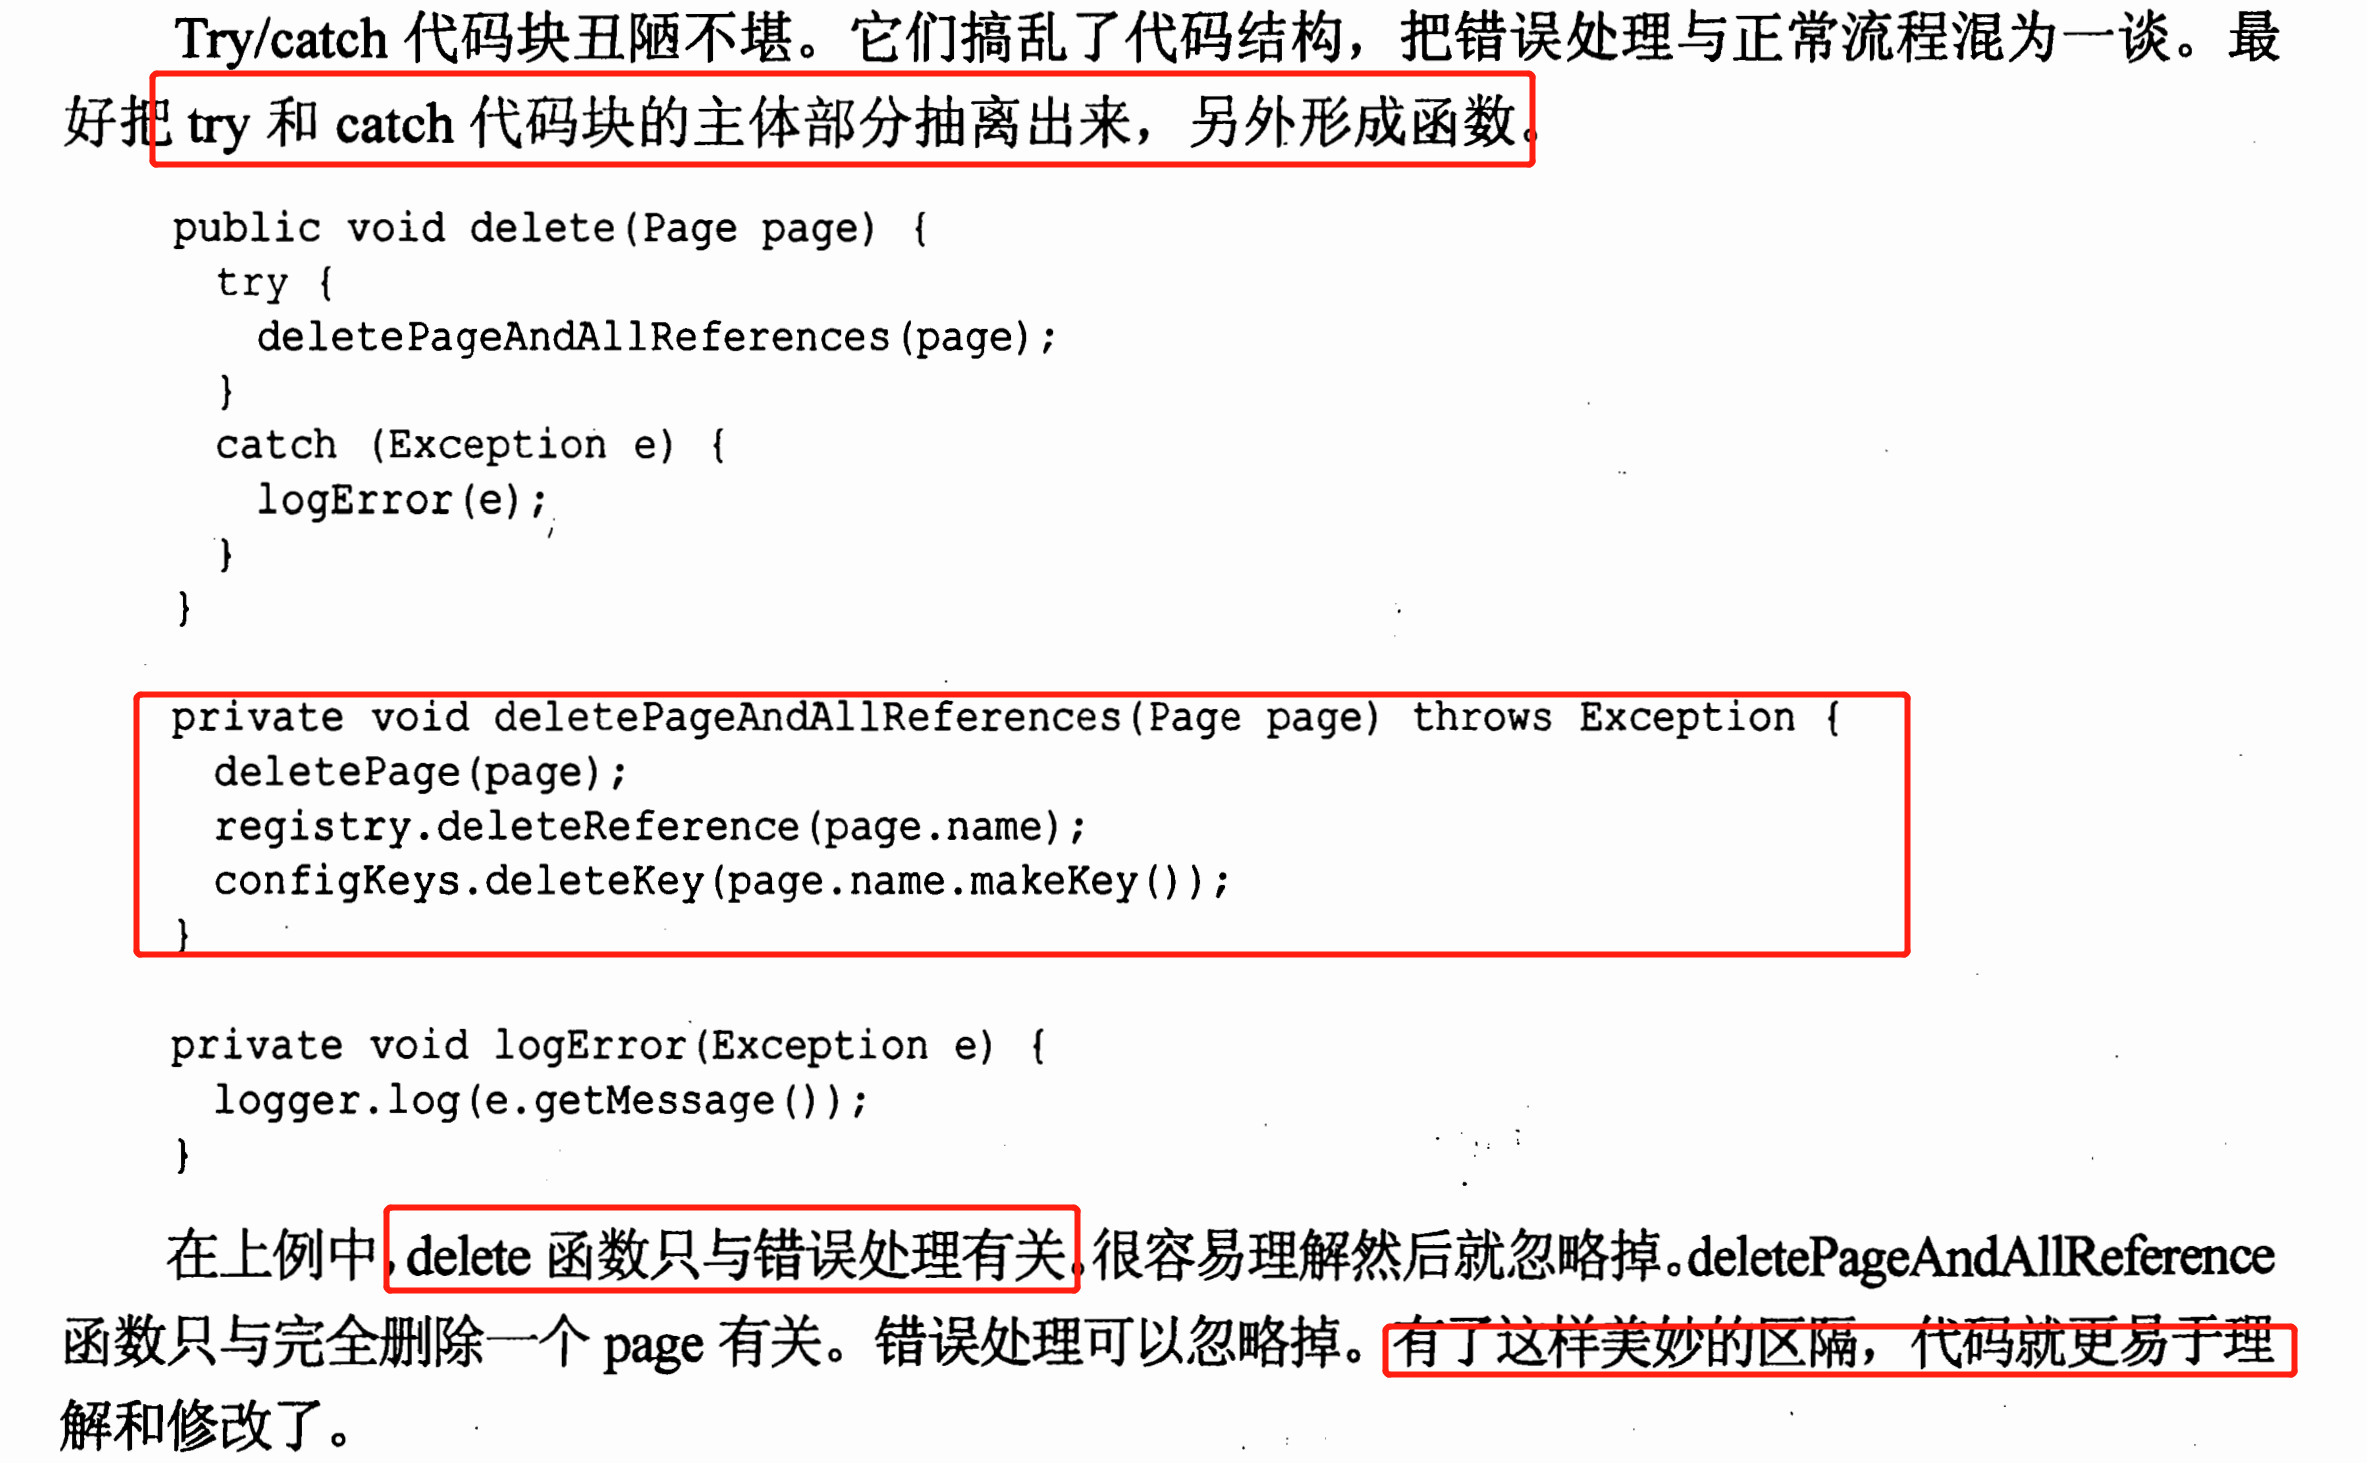 Try/catch 代码块丑陋不堪。它们搞乱了代码结构，把错误处理与正常流程混为一谈。最
好把 try 和 catch 代码块的主体部分抽离出来，另外形成函数。
public void delete(Page page) {
  try {
    deletePageAndAllReferences(page);
  }
  catch (Exception e) {
    logError(e);
  }
}
private void deletePageAndAllReferences(Page page) throws Exception {
  deletePage(page);
  registry.deleteReference(page.name);
  configKeys.deleteKey(page.name.makeKey());
}
private void logError(Exception e) {
  logger.log(e.getMessage());
}
在上例中，delete 函数只与错误处理有关。很容易理解然后就忽略掉。deletePageAndAllReference
函数只与完全删除一个 page 有关。错误处理可以忽略掉。有了这样美妙的区隔，代码就更易于理
解和修改了。